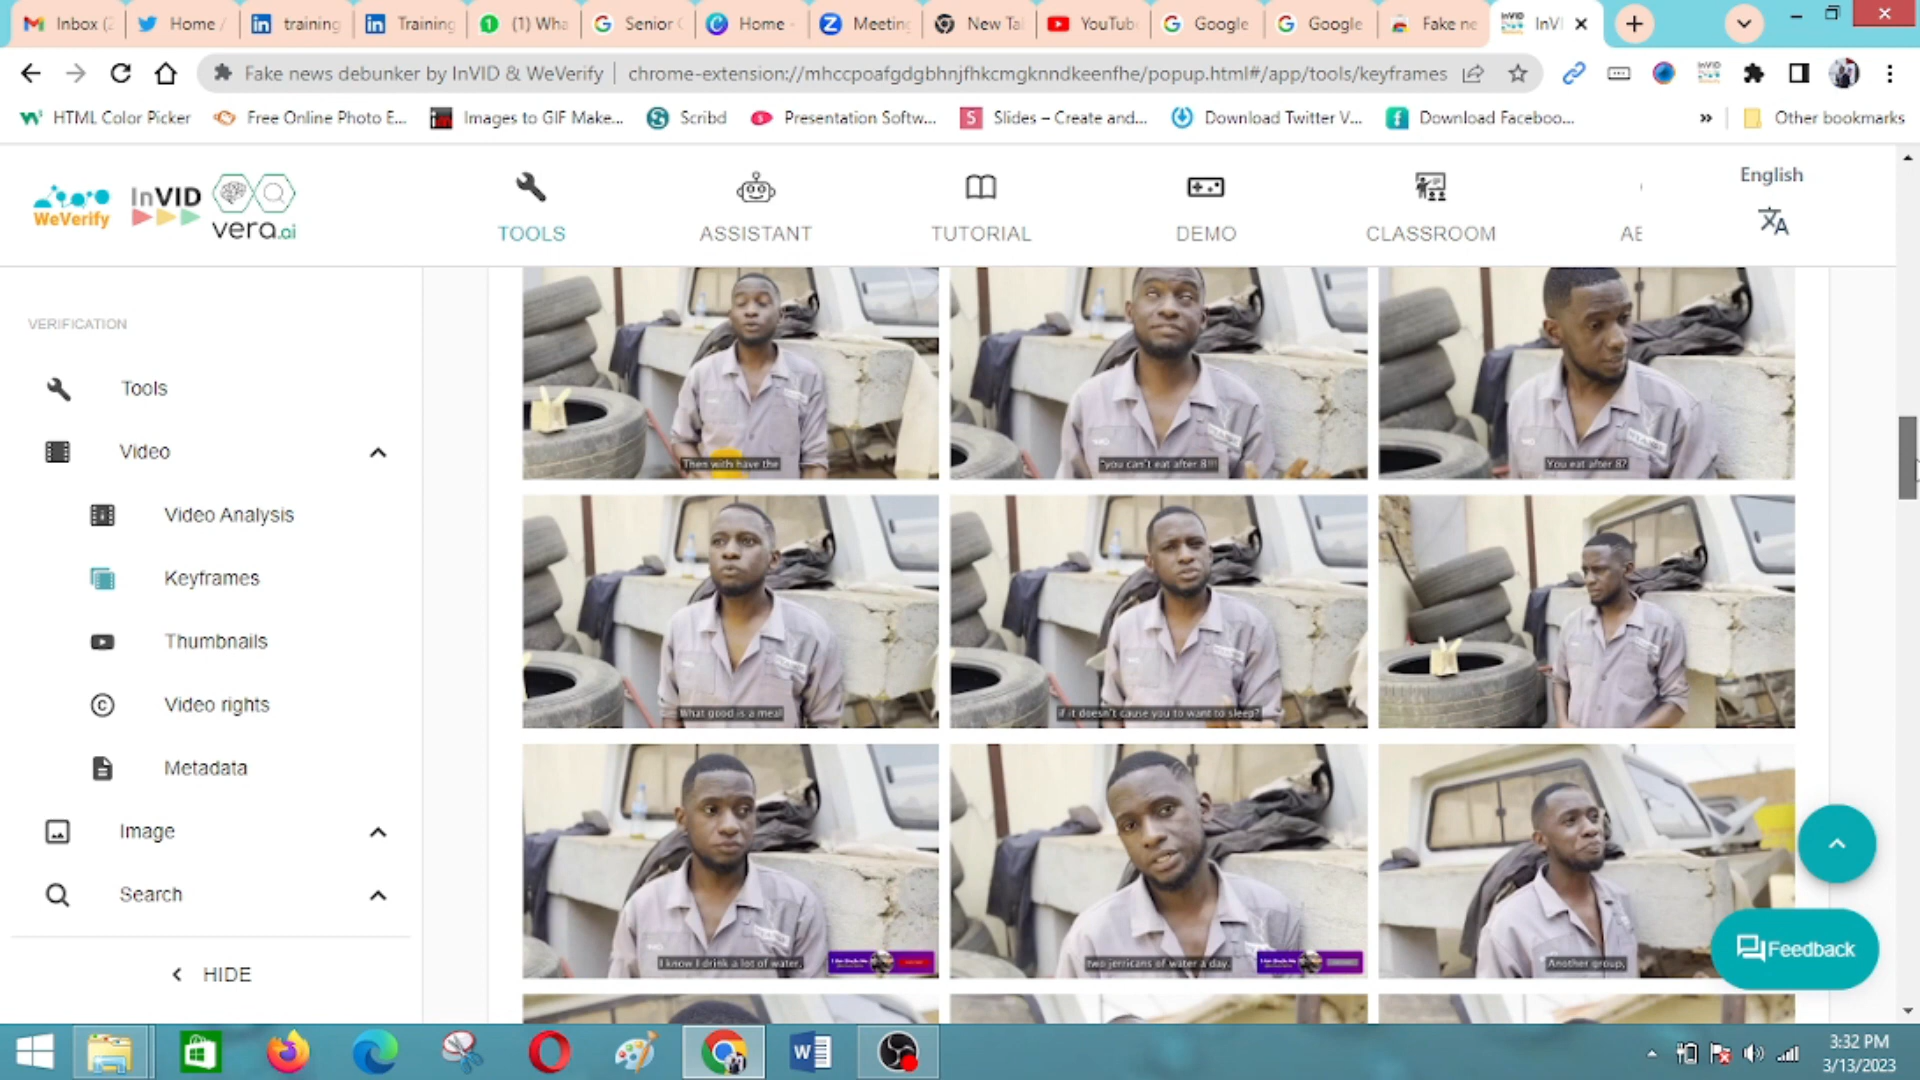 Inbox (2
Home /
training
Training
(1) Wha
Senior
Home -
Meeting
New Ta
YouTub
Google
Google
Fake ne
InVI
Fake news debunker by InVID & WeVerify
chrome-extension://mhccpoafgdgbhnjfhkcmgknndkeenfhe/popup.html#/app/tools/keyframes
HTML Color Picker
Free Online Photo E...
Images to GIF Make...
Scribd
Presentation Softw...
Slides – Create and...
Download Twitter V...
Download Faceboo...
Other bookmarks
WeVerify
InVID
vera.ai
TOOLS
ASSISTANT
TUTORIAL
DEMO
CLASSROOM
AE
English
VERIFICATION
Tools
Video
Video Analysis
Keyframes
Thumbnails
Video rights
Metadata
Image
Search
HIDE
Then with have the
"you can't eat after 8!!!
You eat after 8?
What good is a meal
if it doesn't cause you to want to sleep?
I know I drink a lot of water.
two jerricans of water a day.
Another group,
Feedback
3:32 PM
3/13/2023